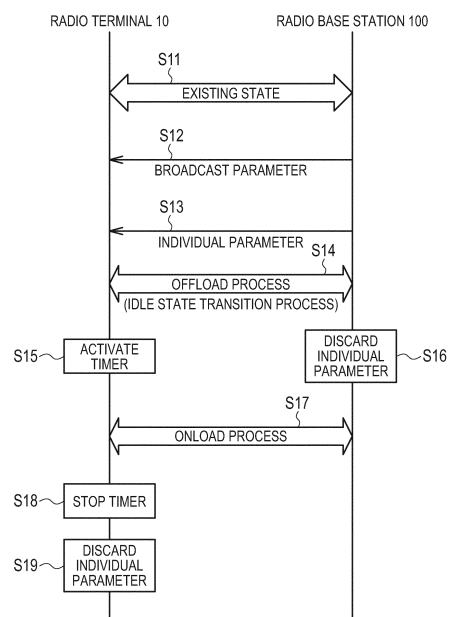 RADIO TERMINAL 10
RADIO BASE STATION 100
S11
EXISTING STATE
S12
BROADCAST PARAMETER
S13
INDIVIDUAL PARAMETER
S14
OFFLOAD PROCESS
(IDLE STATE TRANSITION PROCESS)
S15
ACTIVATE
TIMER
DISCARD
INDIVIDUAL
PARAMETER
S16
S17
ONLOAD PROCESS
S18
STOP TIMER
S19
DISCARD
INDIVIDUAL
PARAMETER